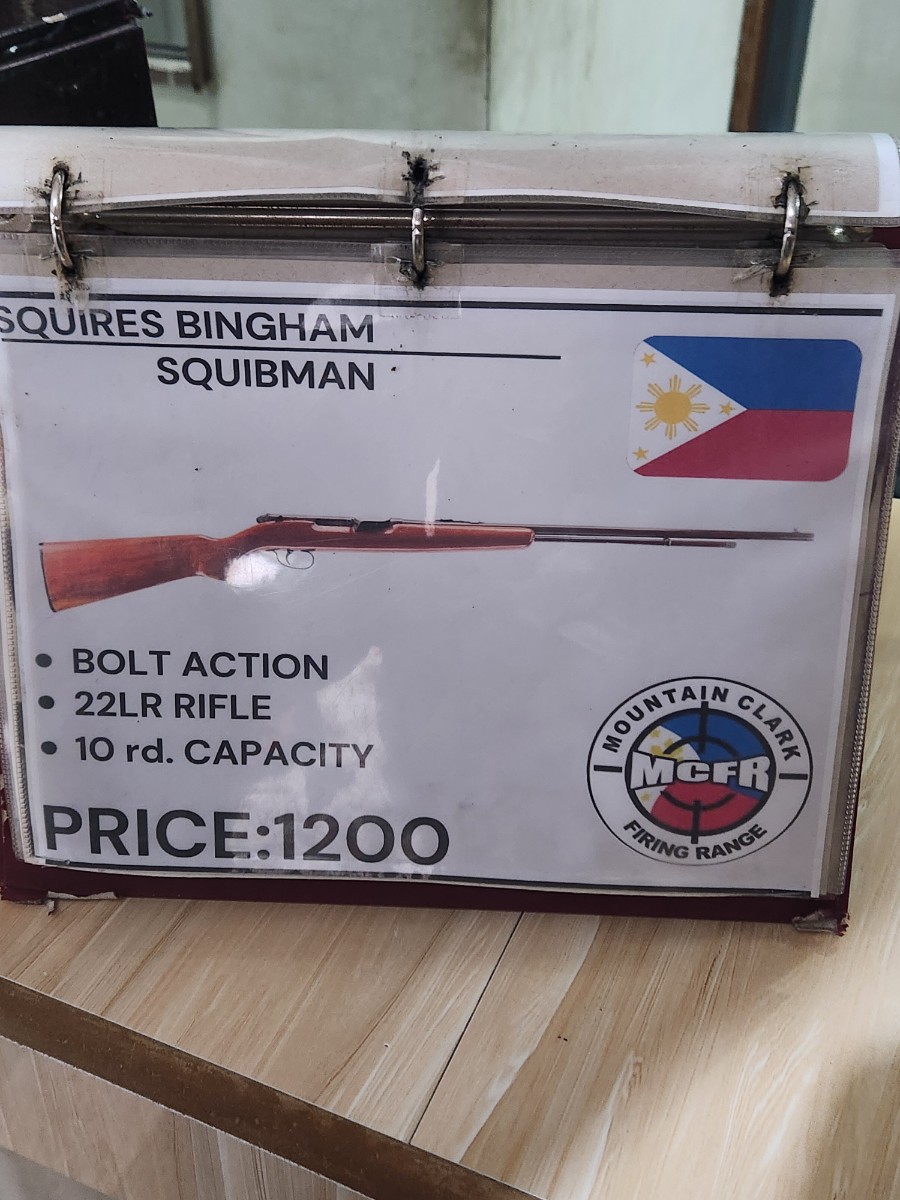 SQUIRES BINGHAM
SQUIBMAN
• BOLT ACTION
• 22LR RIFLE
• 10 rd. CAPACITY
PRICE:1200
MOUNTAIN CLARK
MCFR
FIRING RANGE